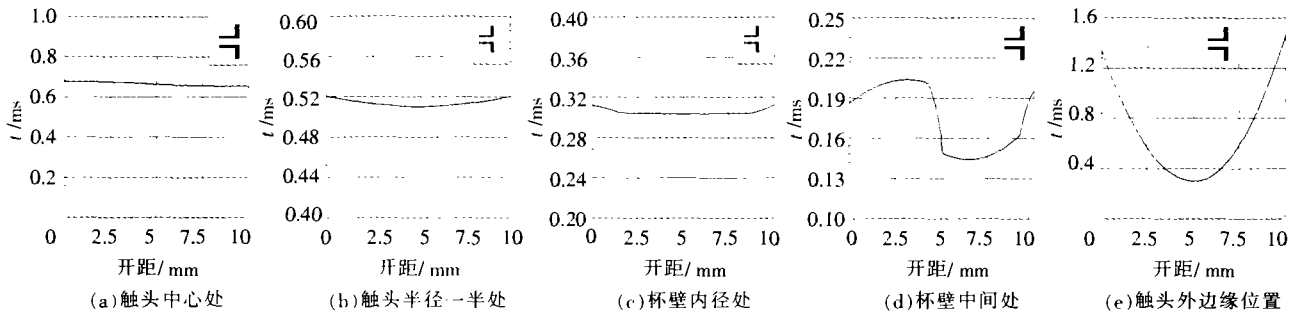 1.0
0.8
0.6
0.4
0.2
t/ms
0 2.5 5 7.5 10
开距/mm
(a)触头中心处
0.60
0.56
0.52
0.48
0.44
0.40
t/ms
0 2.5 5 7.5 10
开距/mm
(b)触头半径一半处
0.40
0.36
0.32
0.28
0.24
0.20
t/ms
0 2.5 5 7.5 10
开距/mm
(c)杯壁内径处
0.25
0.22
0.19
0.16
0.13
0.10
t/ms
0 2.5 5 7.5 10
开距/mm
(d)杯壁中间处
1.6
1.2
0.8
0.4
t/ms
0 2.5 5 7.5 10
开距/mm
(e)触头外边缘位置